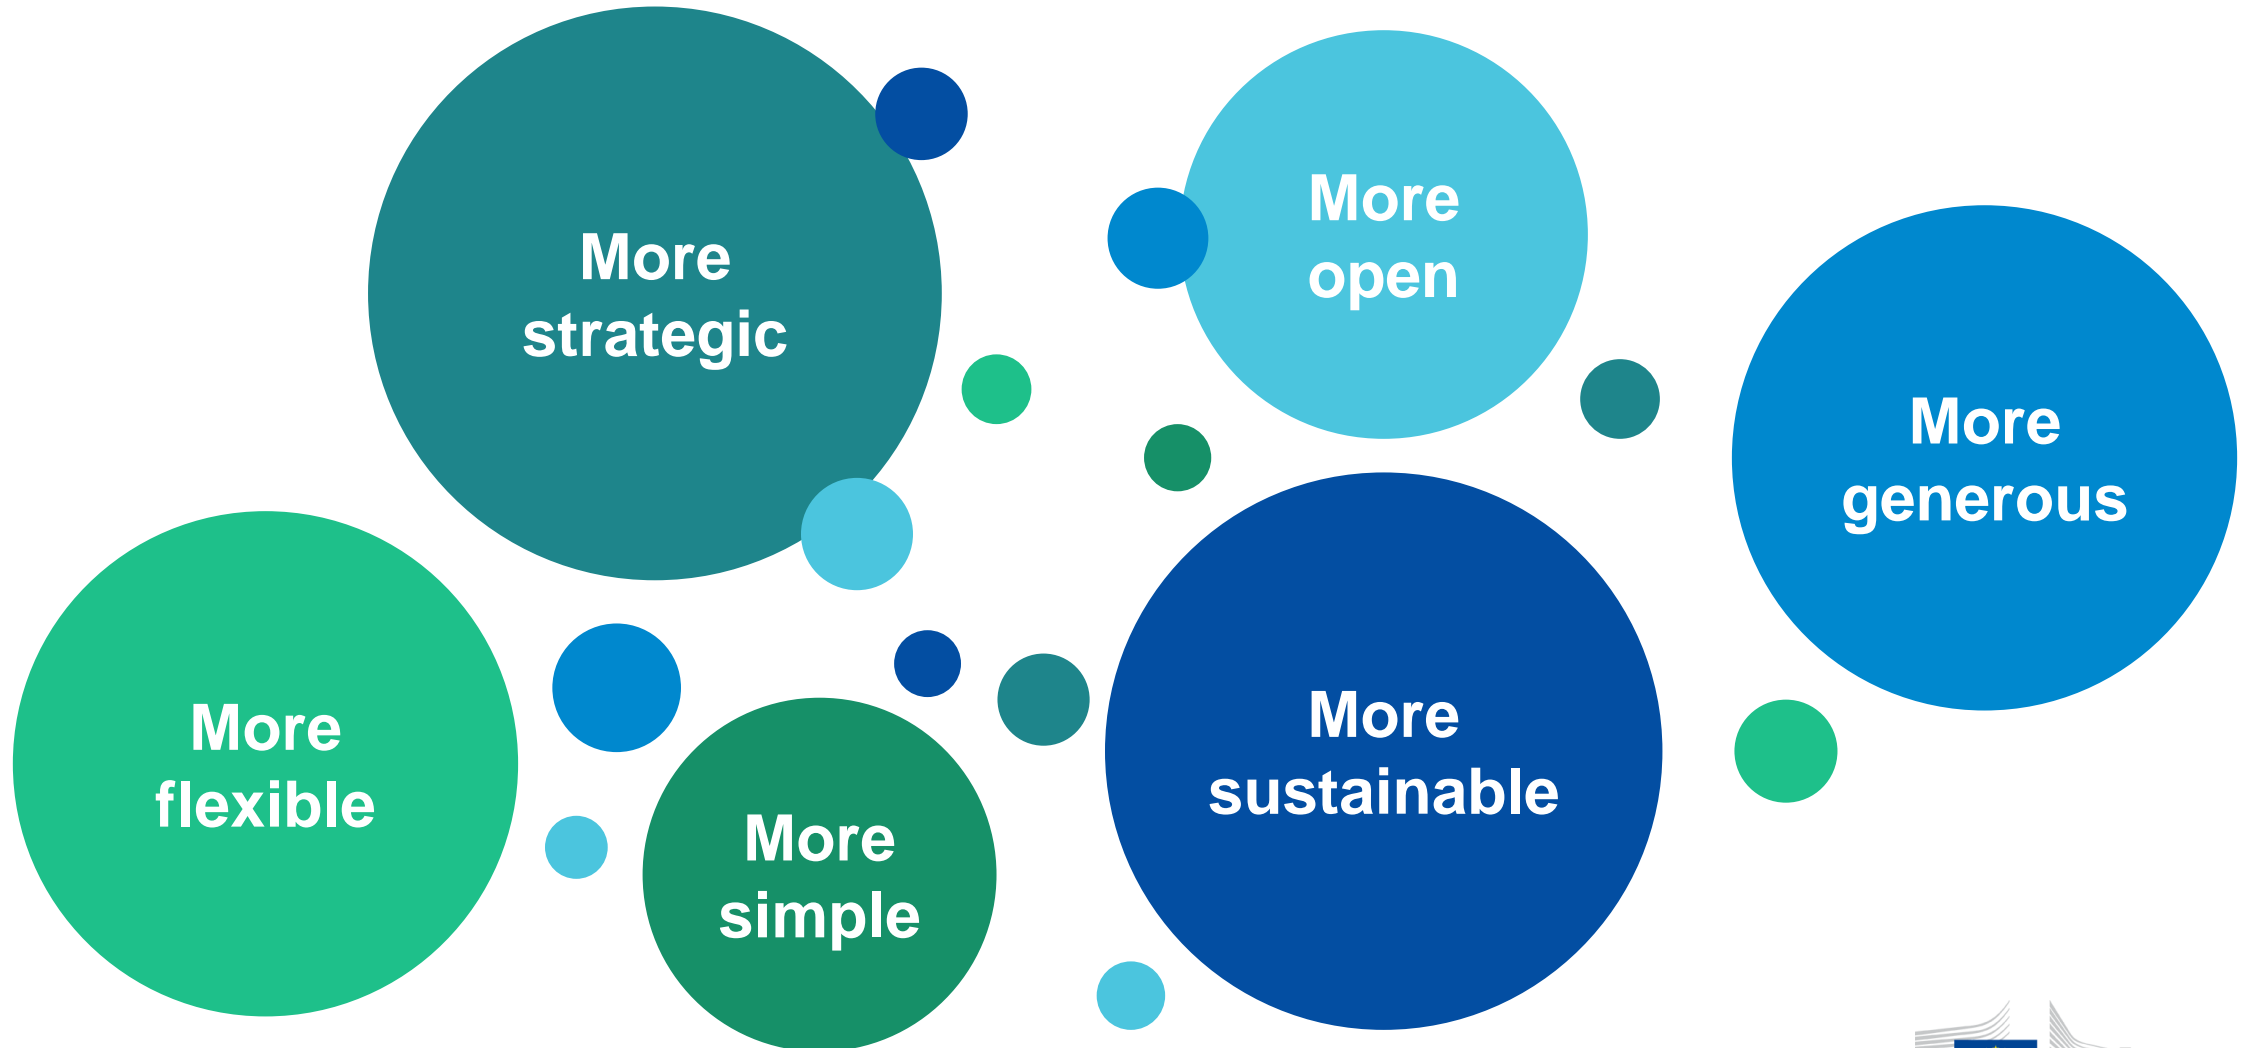 More
strategic
More
open
More
generous
More
flexible
More
simple
More
sustainable